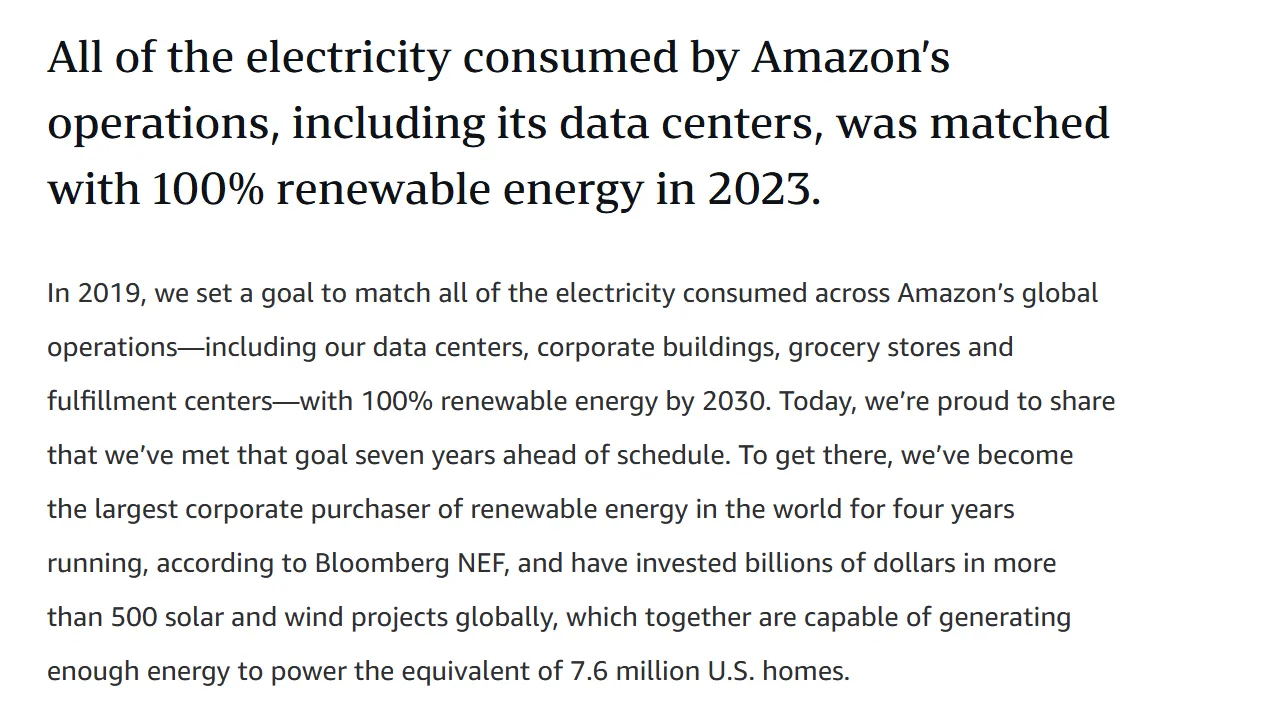 All of the electricity consumed by Amazon’s
operations, including its data centers, was matched
with 100% renewable energy in 2023.
In 2019, we set a goal to match all of the electricity consumed across Amazon’s global
operations—including our data centers, corporate buildings, grocery stores and
fulfillment centers—with 100% renewable energy by 2030. Today, we’re proud to share
that we’ve met that goal seven years ahead of schedule. To get there, we’ve become
the largest corporate purchaser of renewable energy in the world for four years
running, according to Bloomberg NEF, and have invested billions of dollars in more
than 500 solar and wind projects globally, which together are capable of generating
enough energy to power the equivalent of 7.6 million U.S. homes.